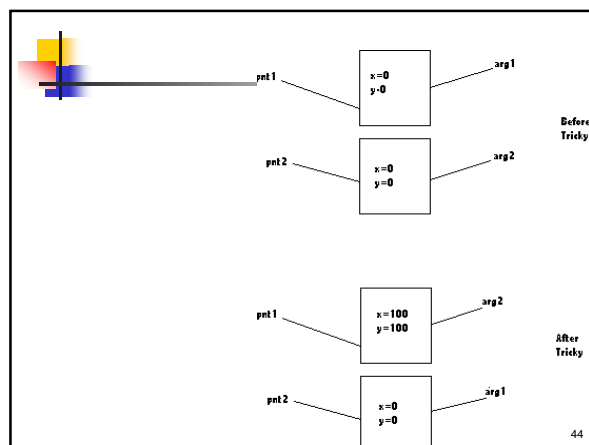 pnt1
x=0
y-0
arg1
Before
Tricky
pnt2
x=0
y=0
arg2
pnt1
x=100
y=100
arg2
After
Tricky
pnt2
x=0
y=0
arg1
44